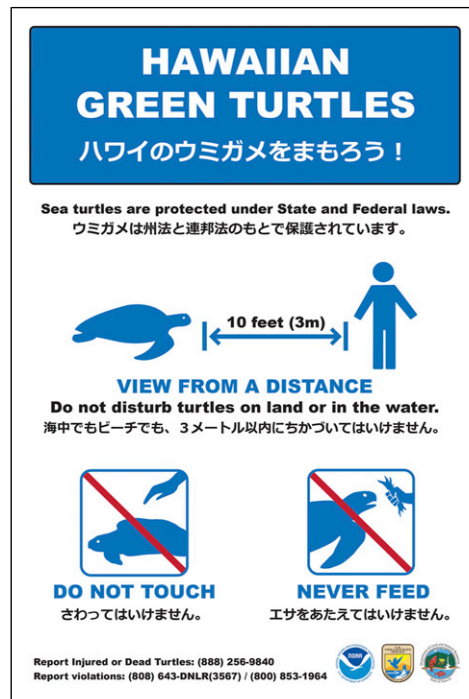 HAWAIIAN
GREEN TURTLES
ハワイのウミガメをまもろう！
Sea turtles are protected under State and Federal laws.
ウミガメは州法と連邦法のもとで保護されています。
10 feet (3m)
VIEW FROM A DISTANCE
Do not disturb turtles on land or in the water.
海中でもビーチでも、３メートル以内にちかづいてはいけません。
DO NOT TOUCH
さわってはいけません。
NEVER FEED
エサをあたえてはいけません。
Report Injured or Dead Turtles: (888) 256-9840
Report violations: (808) 643-DNLR(3567) / (800) 853-1964
NOAA